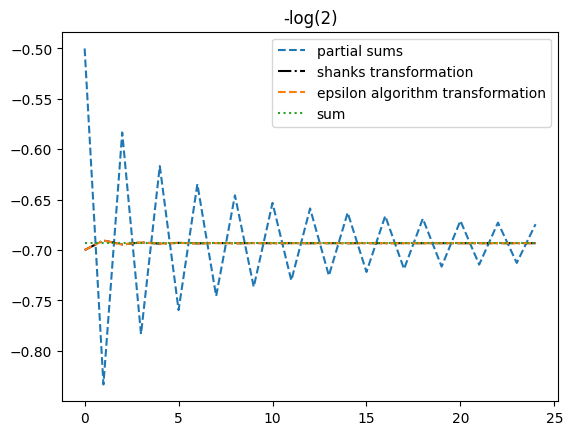 -log(2)
partial sums
shanks transformation
epsilon algorithm transformation
sum
−0.50
−0.55
−0.60
−0.65
−0.70
−0.75
−0.80
0 5 10 15 20 25